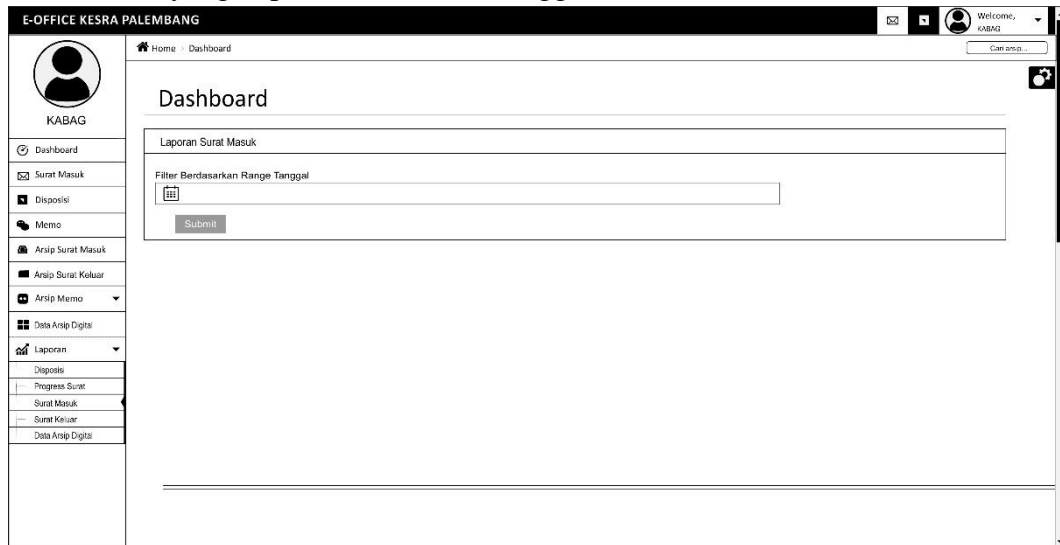 E-OFFICE KESRA PALEMBANG
Welcome,
KABAG
Home > Dashboard
Cari arsip...
KABAG
Dashboard
Surat Masuk
Disposisi
Memo
Arsip Surat Masuk
Arsip Surat Keluar
Arsip Memo
Data Arsip Digital
Laporan
Disposisi
Progress Surat
Surat Masuk
Surat Keluar
Data Arsip Digital
Dashboard
Laporan Surat Masuk
Filter Berdasarkan Range Tanggal
Submit